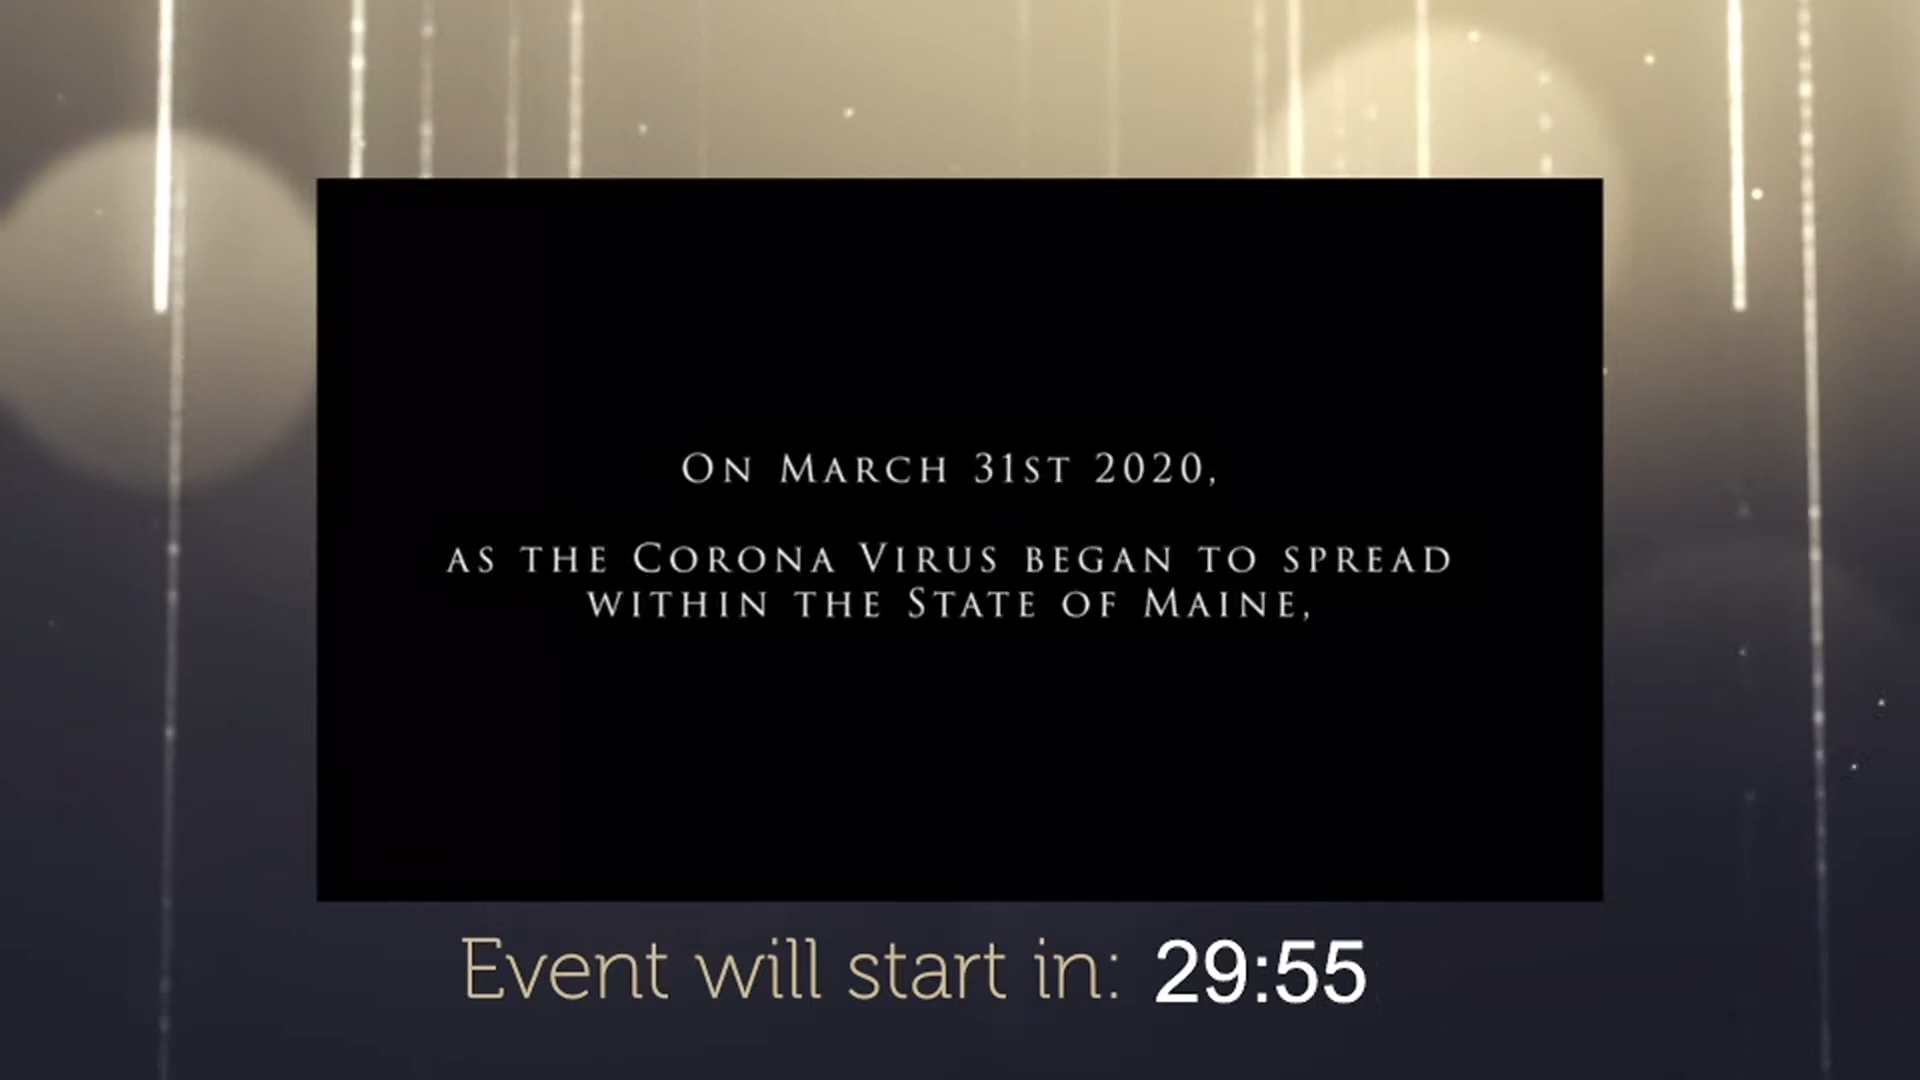 On March 31st 2020,
as the Corona Virus began to spread
within the State of Maine,
Event will start in: 29:55